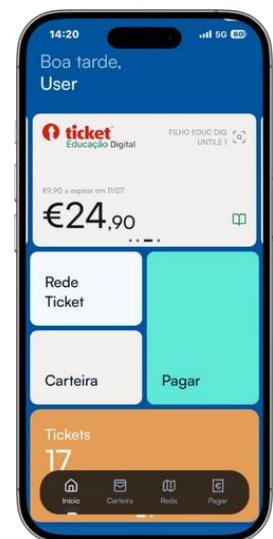 14:20
5G 80
Boa tarde,
User
ticket
Educação Digital
FILHO EDUC DIG
UNTILE 1
€9,90 a expirar em 11/07
€24,90
Rede
Ticket
Carteira
Pagar
Tickets
17
Início
Carteira
Rede
Pagar